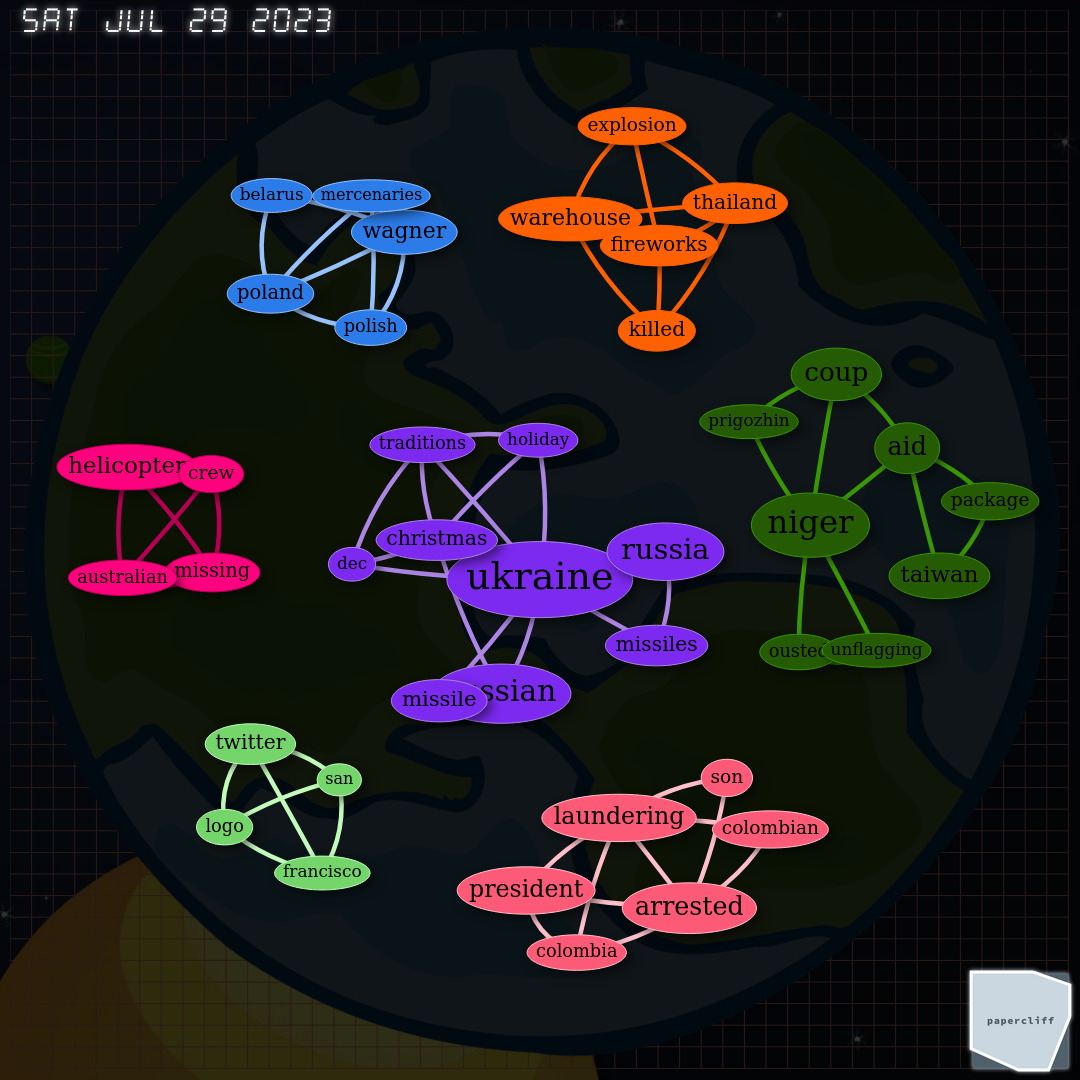 SAT JUL 29 2023
explosion
belarus
mercenaries
thailand
warehouse
wagner
fireworks
poland
polish
killed
coup
prigozhin
aid
traditions
holiday
helicopter
crew
package
niger
christmas
russia
dec
ukraine
taiwan
australian
missing
missiles
ousted
unflagging
missile
ssian
twitter
san
son
logo
laundering
colombian
francisco
president
arrested
colombia
papercliff